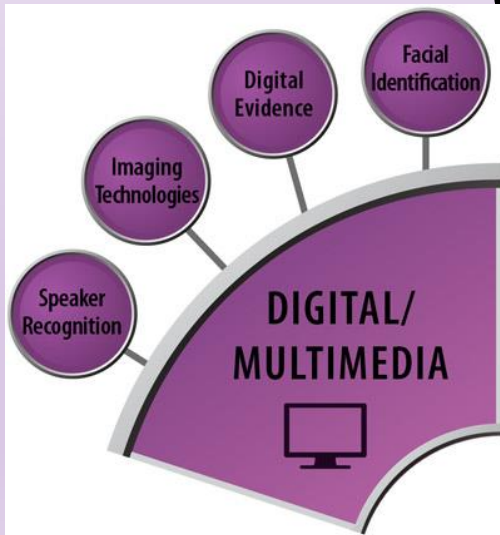 Facial
Identification
Digital
Evidence
Imaging
Technologies
Speaker
Recognition
DIGITAL/
MULTIMEDIA